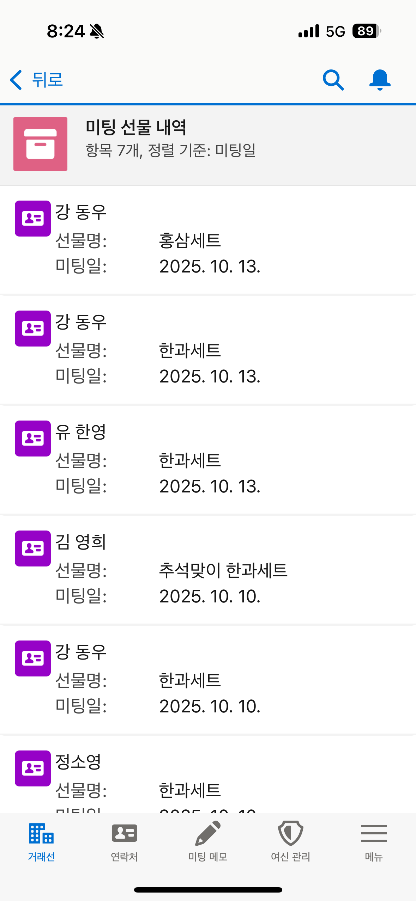 8:24
5G 89
뒤로
미팅 선물 내역
항목 7개, 정렬 기준: 미팅일
강 동우
선물명: 홍삼세트
미팅일: 2025. 10. 13.
강 동우
선물명: 한과세트
미팅일: 2025. 10. 13.
유 한영
선물명: 한과세트
미팅일: 2025. 10. 13.
김 영희
선물명: 추석맞이 한과세트
미팅일: 2025. 10. 10.
강 동우
선물명: 한과세트
미팅일: 2025. 10. 10.
정소영
선물명: 한과세트
거래선 연락처 미팅 메모 여신 관리 메뉴